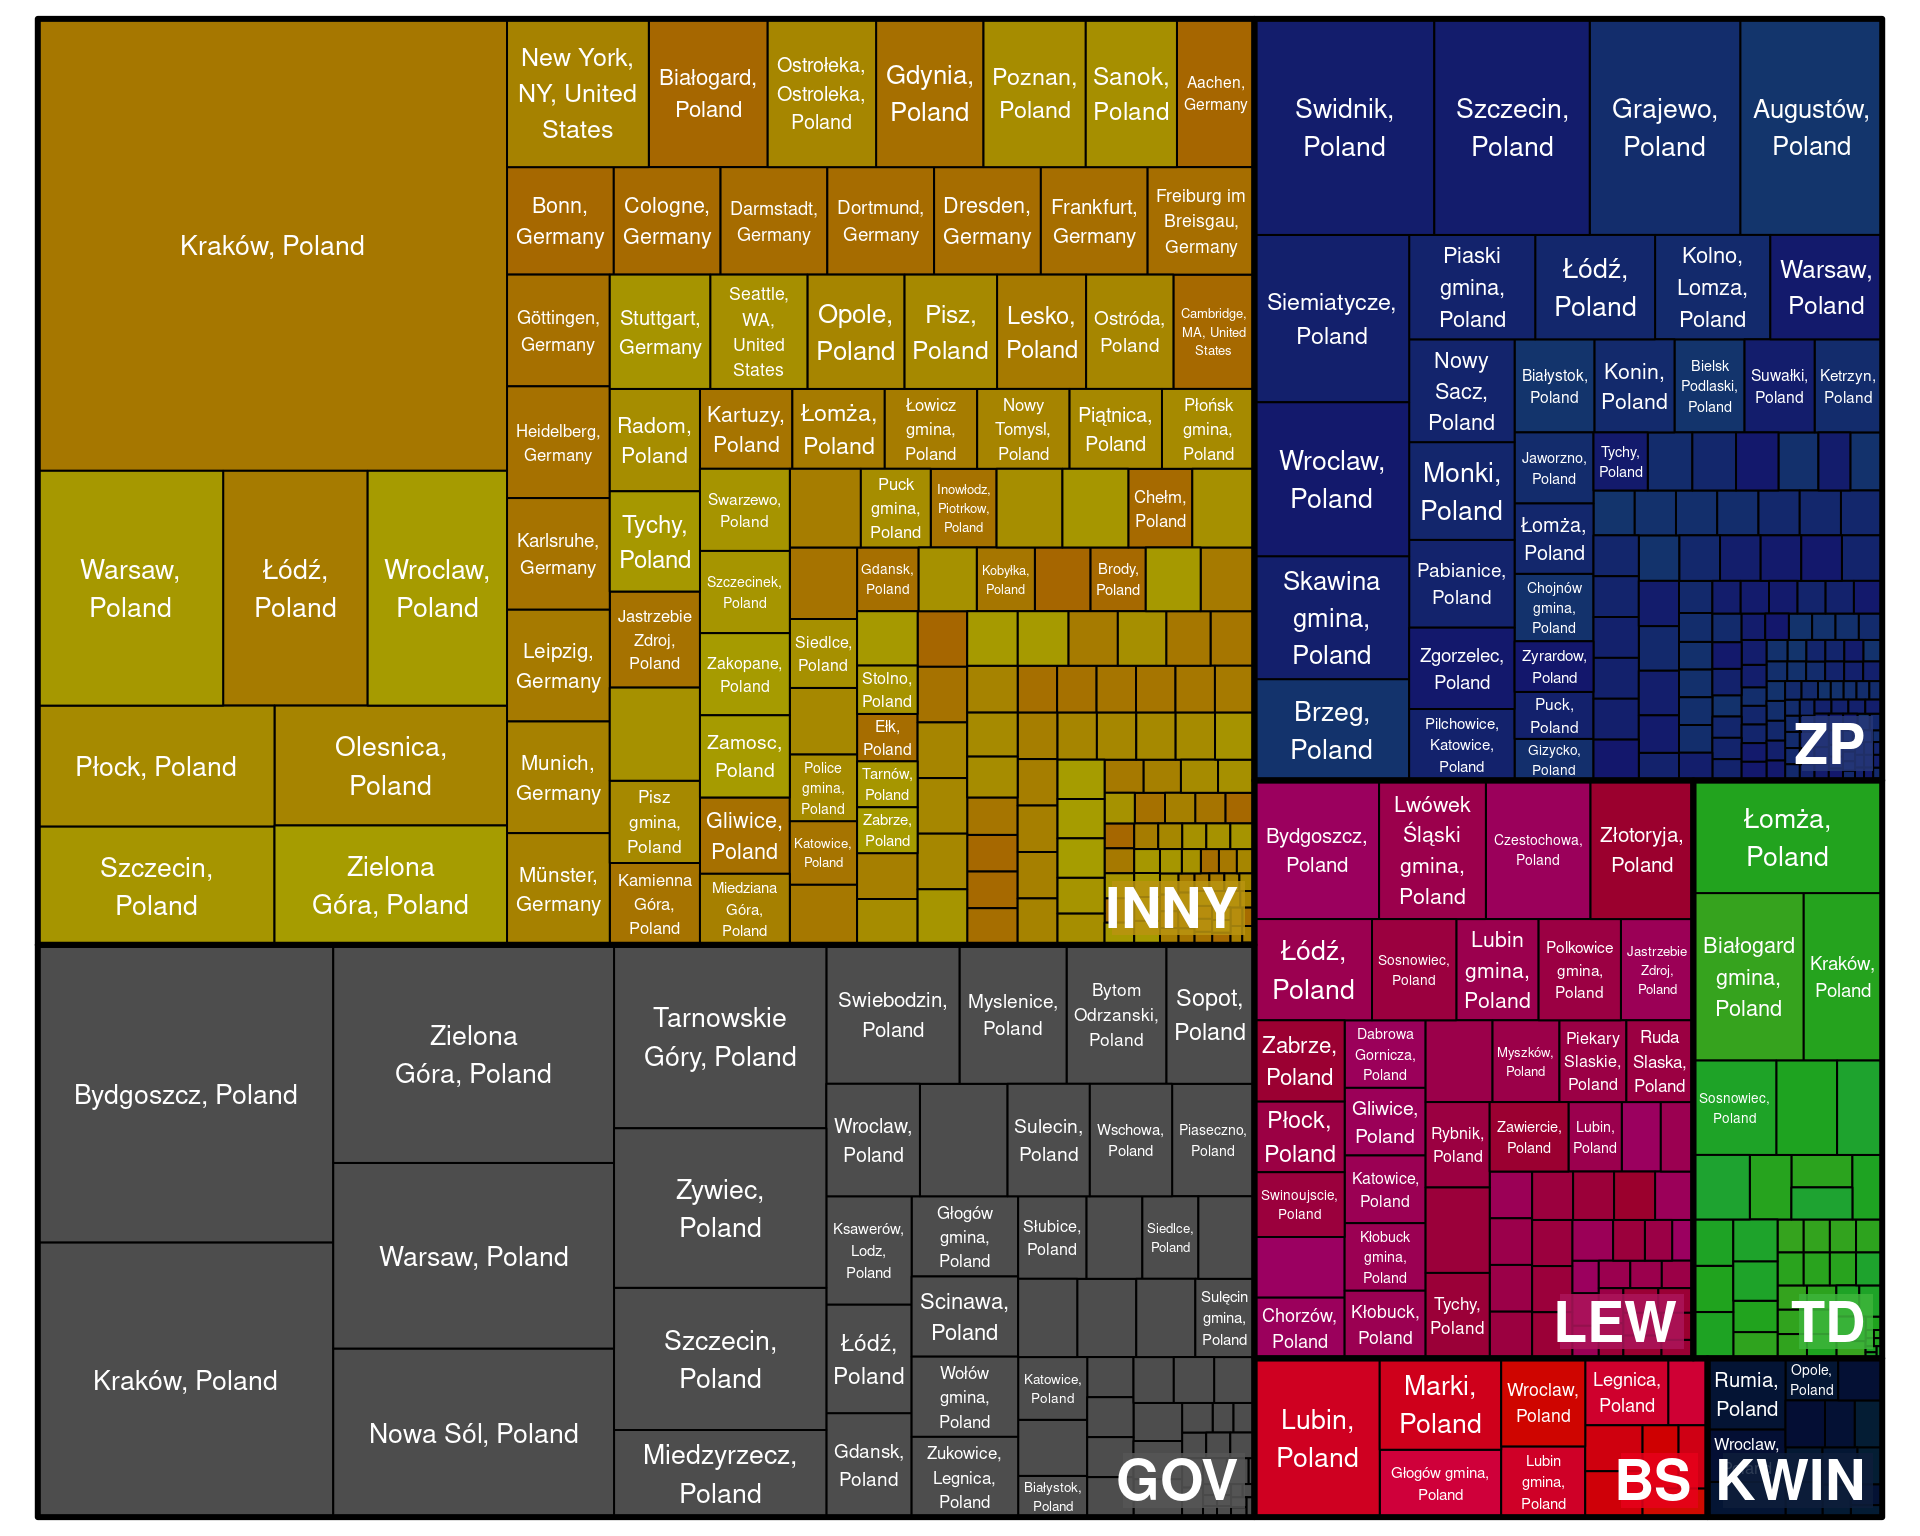 Kraków, Poland
Warsaw,
Poland
Łódź,
Poland
Wroclaw,
Poland
Płock, Poland
Olesnica,
Poland
Szczecin,
Poland
Zielona
Góra, Poland
New York,
NY, United
States
Białogard,
Poland
Ostrołeka,
Ostroleka,
Poland
Gdynia,
Poland
Poznan,
Poland
Sanok,
Poland
Aachen,
Germany
Bonn,
Germany
Cologne,
Germany
Darmstadt,
Germany
Dortmund,
Germany
Dresden,
Germany
Frankfurt,
Germany
Freiburg im
Breisgau,
Germany
Göttingen,
Germany
Heidelberg,
Germany
Karlsruhe,
Germany
Leipzig,
Germany
Munich,
Germany
Münster,
Germany
Stuttgart,
Germany
Seattle,
WA,
United
States
Opole,
Poland
Pisz,
Poland
Lesko,
Poland
Ostróda,
Poland
Cambridge,
MA, United
States
Radom,
Poland
Tychy,
Poland
Jastrzebie
Zdroj,
Poland
Pisz
gmina,
Poland
Kamienna
Góra,
Poland
Kartuzy,
Poland
Łomża,
Poland
Łowicz
gmina,
Poland
Nowy
Tomysl,
Poland
Piątnica,
Poland
Płońsk
gmina,
Poland
Swarzewo,
Poland
Szczecinek,
Poland
Zakopane,
Poland
Zamosc,
Poland
Gliwice,
Poland
Miedziana
Góra,
Poland
Puck
gmina,
Poland
Inowłodz,
Piotrkow,
Poland
Chełm,
Poland
Siedlce,
Poland
Police
gmina,
Poland
Katowice,
Poland
Gdansk,
Poland
Kobyłka,
Poland
Brody,
Poland
Stolno,
Poland
Ełk,
Poland
Tarnów,
Poland
Zabrze,
Poland
INNY
Bydgoszcz, Poland
Kraków, Poland
Zielona
Góra, Poland
Warsaw, Poland
Nowa Sól, Poland
Tarnowskie
Góry, Poland
Zywiec,
Poland
Szczecin,
Poland
Miedzyrzecz,
Poland
Swiebodzin,
Poland
Myslenice,
Poland
Bytom
Odrzanski,
Poland
Sopot,
Poland
Wroclaw,
Poland
Sulecin,
Poland
Wschowa,
Poland
Piaseczno,
Poland
Ksawerów,
Lodz,
Poland
Łódź,
Poland
Gdansk,
Poland
Głogów
gmina,
Poland
Scinawa,
Poland
Wołów
gmina,
Poland
Zukowice,
Legnica,
Poland
Słubice,
Poland
Siedlce,
Poland
Sulęcin
gmina,
Poland
Katowice,
Poland
Białystok,
Poland
GOV
Swidnik,
Poland
Szczecin,
Poland
Grajewo,
Poland
Augustów,
Poland
Siemiatycze,
Poland
Wroclaw,
Poland
Skawina
gmina,
Poland
Brzeg,
Poland
Piaski
gmina,
Poland
Łódź,
Poland
Kolno,
Lomza,
Poland
Warsaw,
Poland
Nowy
Sacz,
Poland
Monki,
Poland
Pabianice,
Poland
Zgorzelec,
Poland
Pilchowice,
Katowice,
Poland
Białystok,
Poland
Konin,
Poland
Bielsk
Podlaski,
Poland
Suwałki,
Poland
Ketrzyn,
Poland
Jaworzno,
Poland
Tychy,
Poland
Łomża,
Poland
Chojnów
gmina,
Poland
Zyrardow,
Poland
Puck,
Poland
Gizycko,
Poland
ZP
Bydgoszcz,
Poland
Lwówek
Śląski
gmina,
Poland
Czestochowa,
Poland
Złotoryja,
Poland
Łódź,
Poland
Sosnowiec,
Poland
Lubin
gmina,
Poland
Polkowice
gmina,
Poland
Jastrzebie
Zdroj,
Poland
Zabrze,
Poland
Płock,
Poland
Swinoujscie,
Poland
Chorzów,
Poland
Dabrowa
Gornicza,
Poland
Gliwice,
Poland
Katowice,
Poland
Kłobuck
gmina,
Poland
Kłobuck,
Poland
Myszków,
Poland
Piekary
Slaskie,
Poland
Ruda
Slaska,
Poland
Rybnik,
Poland
Zawiercie,
Poland
Lubin,
Poland
Tychy,
Poland
LEW
Łomża,
Poland
Białogard
gmina,
Poland
Kraków,
Poland
Sosnowiec,
Poland
TD
Lubin,
Poland
Marki,
Poland
Głogów gmina,
Poland
Wroclaw,
Poland
Lubin
gmina,
Poland
Legnica,
Poland
BS
Rumia,
Poland
Opole,
Poland
Wroclaw,
KWIN